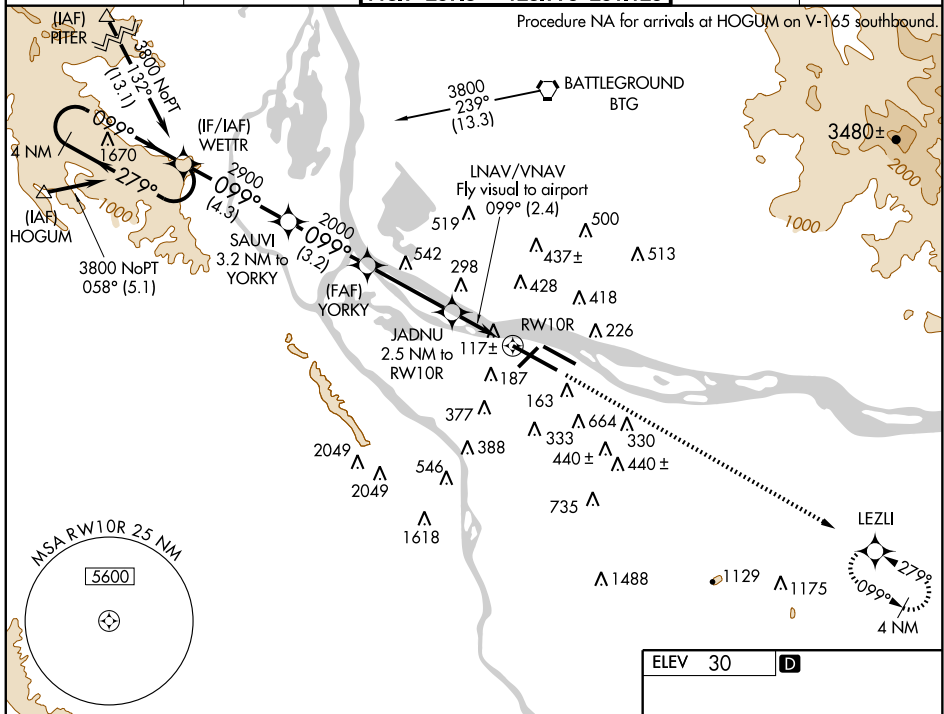 Procedure NA for arrivals at HOGUM on V-165 southbound.
(IAF)
PITER
3800 NoPT
132°
(13.1)
3800
239°
(13.3)
BATTLEGROUND
BTG
3480±
2000
1000
099°
4 NM
1670
279°
(IF/IAF)
WETTR
2900
099°
(4.3)
(IAF)
HOGUM
1000
3800 NoPT
058° (5.1)
SAUVI
3.2 NM to
YORKY
2000
099°
(3.2)
(FAF)
YORKY
LNAV/VNAV
Fly visual to airport
099° (2.4)
519
542
298
500
437±
513
428
418
226
JADNU
2.5 NM to
RW10R
117±
RW10R
187
163
377
664
333
330
388
440 ±
440 ±
2049
2049
546
1618
735
1488
1129
1175
LEZLI
279°
099°
4 NM
MSA RW10R 25 NM
5600
ELEV 30
D